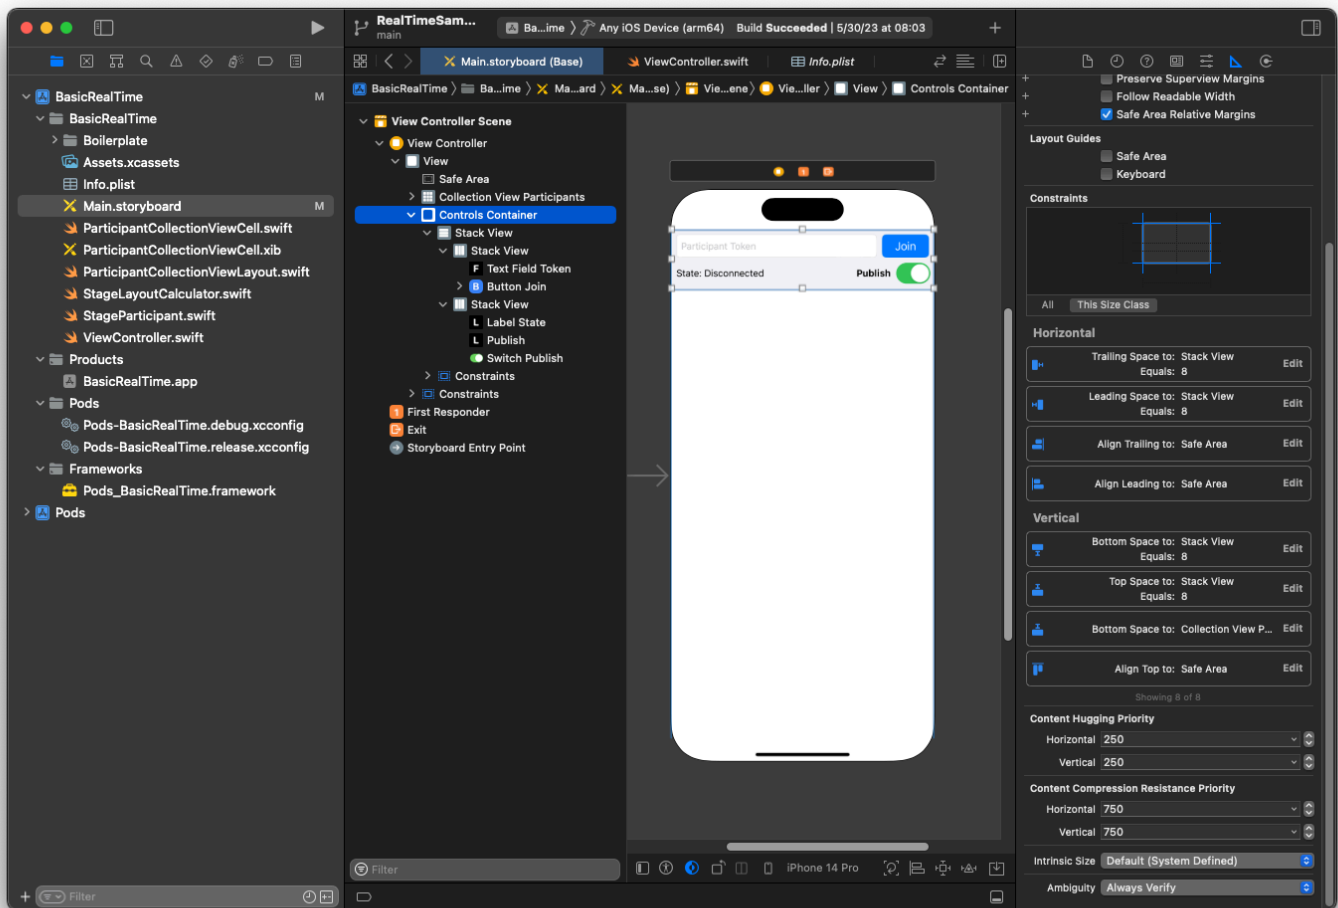 RealTimeSam...
main
Ba...ime
Any iOS Device (arm64)
Build Succeeded | 5/30/23 at 08:03
Main.storyboard (Base)
ViewController.swift
Info.plist
BasicRealTime
Ba...ime
Ma...ard
Ma...se)
Vie...ene
Vie...ller
View
Controls Container
BasicRealTime M
BasicRealTime
Boilerplate
Assets.xcassets
Info.plist
Main.storyboard M
ParticipantCollectionViewCell.swift
ParticipantCollectionViewCell.xib
ParticipantCollectionViewLayout.swift
StageLayoutCalculator.swift
StageParticipant.swift
ViewController.swift
Products
BasicRealTime.app
Pods
Pods-BasicRealTime.debug.xcconfig
Pods-BasicRealTime.release.xcconfig
Frameworks
Pods_BasicRealTime.framework
Pods
Filter
View Controller Scene
View Controller
View
Safe Area
Collection View Participants
Controls Container
Stack View
Stack View
F Text Field Token
B Button Join
Stack View
L Label State
L Publish
Switch Publish
Constraints
Constraints
1 First Responder
Exit
Storyboard Entry Point
Filter
1
Participant Token
Join
State: Disconnected
Publish
iPhone 14 Pro
Preserve Superview Margins
Follow Readable Width
Safe Area Relative Margins
Layout Guides
Safe Area
Keyboard
Constraints
All This Size Class
Horizontal
Trailing Space to: Stack View
Equals: 8
Edit
Leading Space to: Stack View
Equals: 8
Edit
Align Trailing to: Safe Area Edit
Align Leading to: Safe Area Edit
Vertical
Bottom Space to: Stack View
Equals: 8
Edit
Top Space to: Stack View
Equals: 8
Edit
Bottom Space to: Collection View P... Edit
Align Top to: Safe Area Edit
Showing 8 of 8
Content Hugging Priority
Horizontal 250
Vertical 250
Content Compression Resistance Priority
Horizontal 750
Vertical 750
Intrinsic Size Default (System Defined)
Ambiguity Always Verify